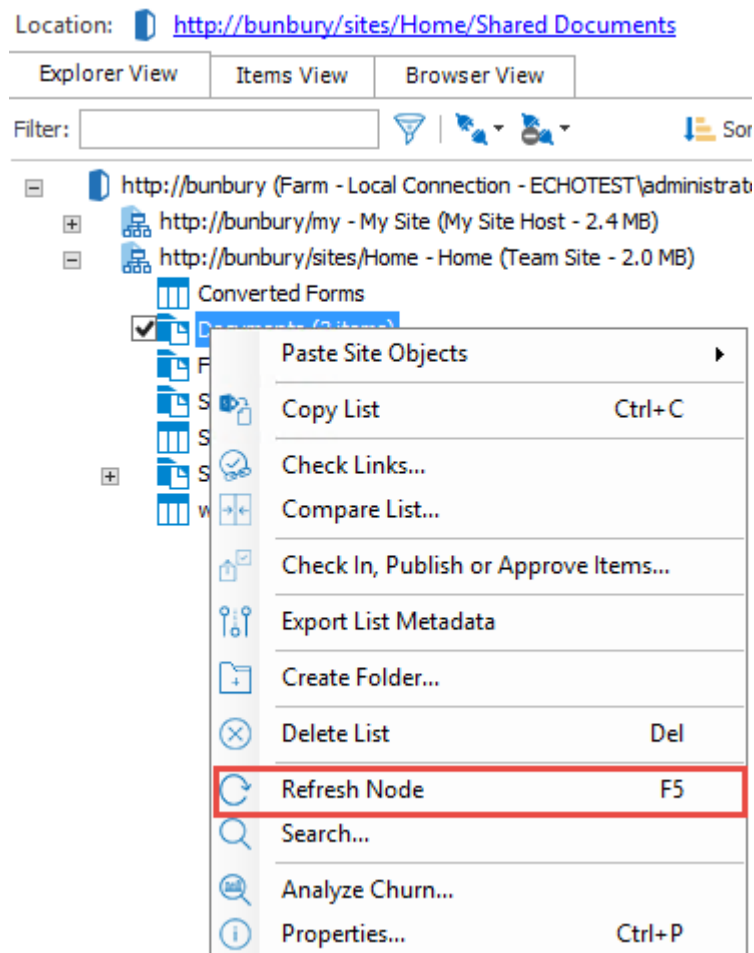 Location: http://bunbury/sites/Home/Shared Documents
Explorer View Items View Browser View
Filter: Sor
http://bunbury (Farm - Local Connection - ECHOTEST\administrate
http://bunbury/my - My Site (My Site Host - 2.4 MB)
http://bunbury/sites/Home - Home (Team Site - 2.0 MB)
Converted Forms
Documents
F
Paste Site Objects
S
Copy List Ctrl+C
S
S
Check Links...
w
Compare List...
Check In, Publish or Approve Items...
Export List Metadata
Create Folder...
Delete List Del
Refresh Node F5
Search...
Analyze Churn...
Properties... Ctrl+P